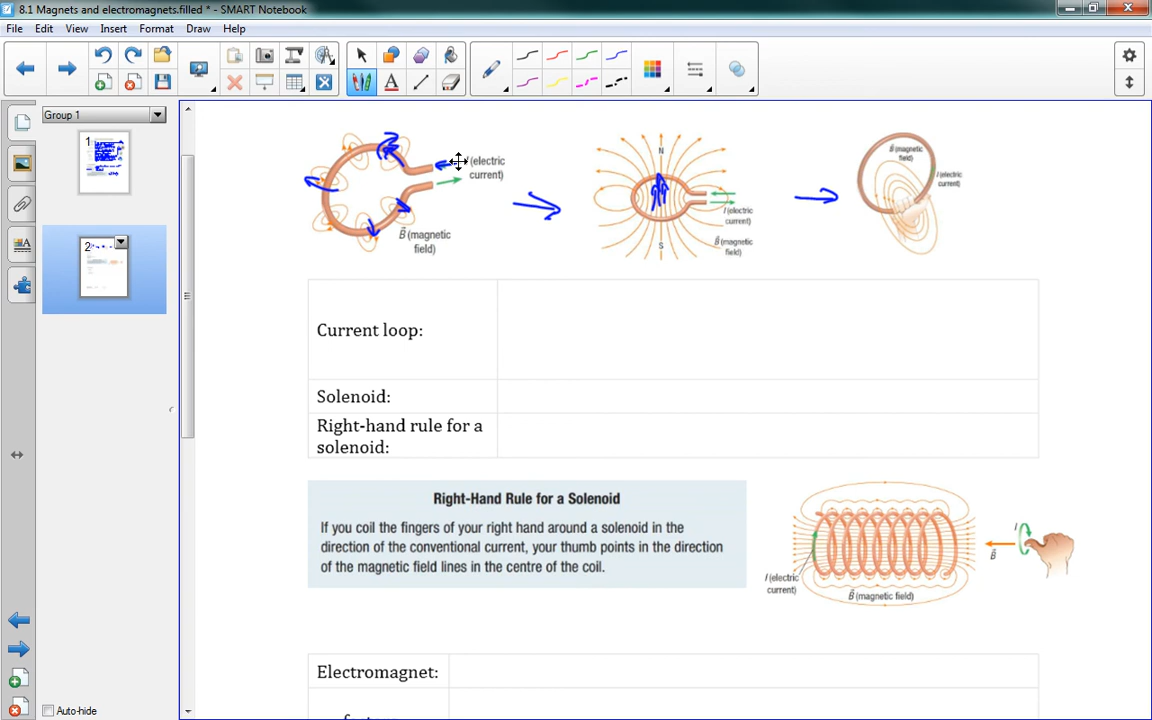 8.1 Magnets and electromagnets.filled * - SMART Notebook
File Edit View Insert Format Draw Help
Group 1
1
2
I (electric
current)
B (magnetic
field)
N
S
I (electric
current)
B (magnetic
field)
B (magnetic
field)
I (electric
current)
Current loop:
Solenoid:
Right-hand rule for a
solenoid:
Right-Hand Rule for a Solenoid
If you coil the fingers of your right hand around a solenoid in the
direction of the conventional current, your thumb points in the direction
of the magnetic field lines in the centre of the coil.
I (electric
current)
B (magnetic field)
B
I
Electromagnet:
Auto-hide